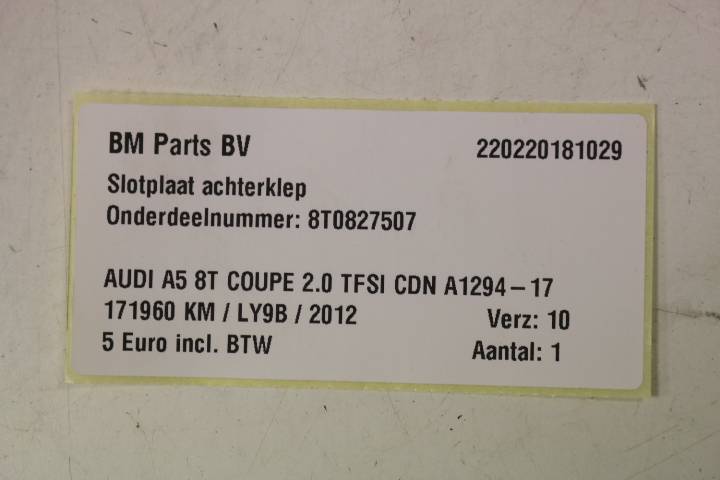 BM Parts BV 220220181029
Slotplaat achterklep
Onderdeelnummer: 8T0827507
AUDI A5 8T COUPE 2.0 TFSI CDN A1294-17
171960 KM / LY9B / 2012 Verz: 10
5 Euro incl. BTW Aantal: 1